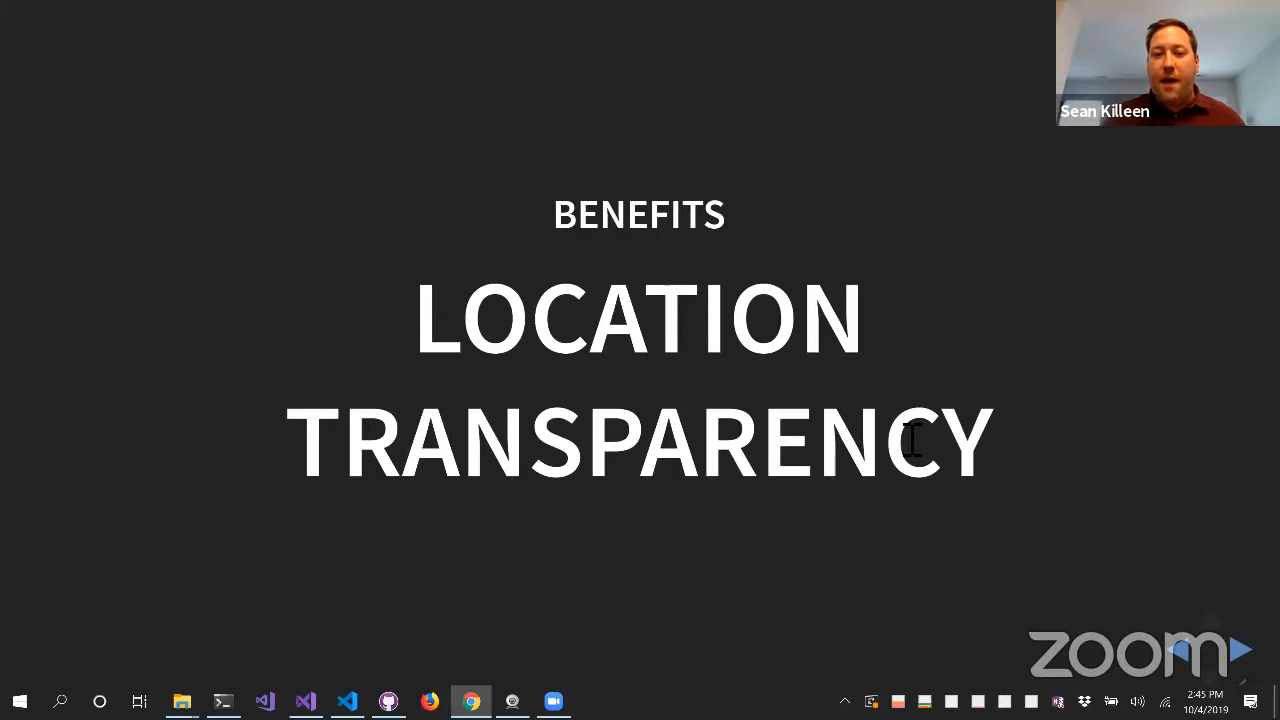 Sean Killeen
BENEFITS
LOCATION
TRANSPARENCY
zoom
2:45 PM
10/4/2019